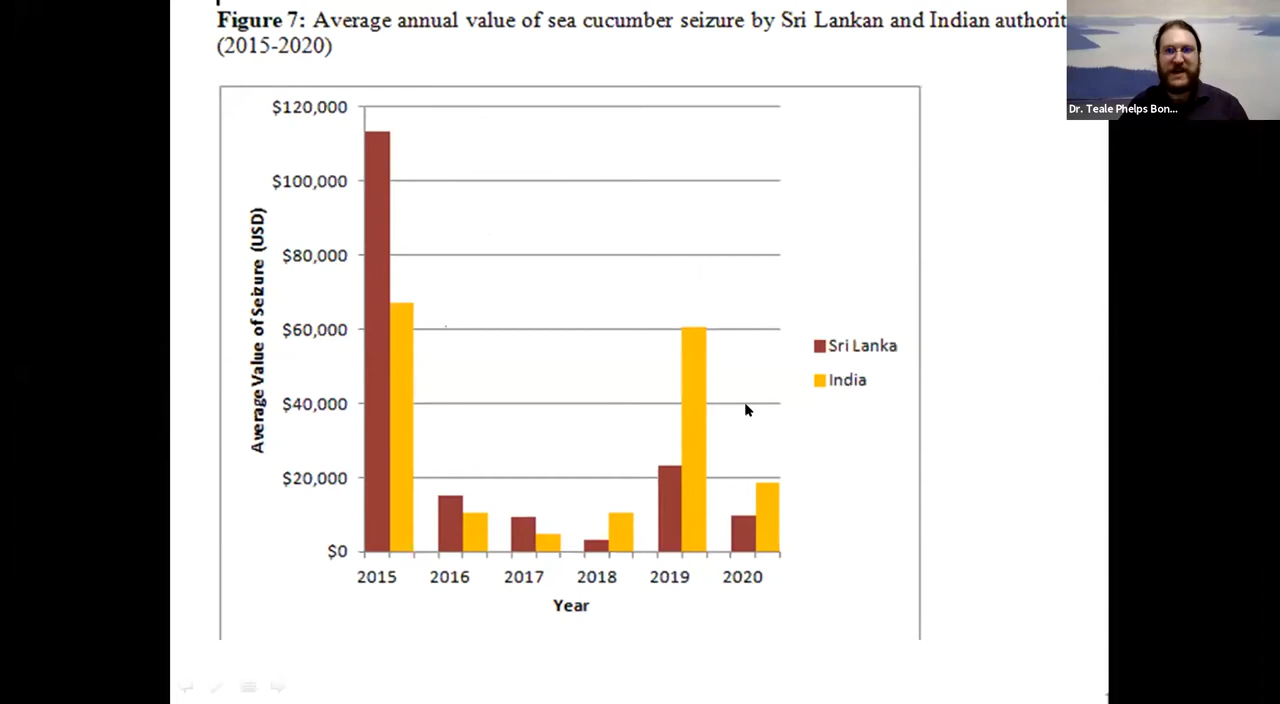 Figure 7: Average annual value of sea cucumber seizure by Sri Lankan and Indian authorit
(2015-2020)
Dr. Teale Phelps Bon...
$120,000
$100,000
$80,000
$60,000
$40,000
$20,000
$0
Average Value of Seizure (USD)
Sri Lanka
India
2015 2016 2017 2018 2019 2020
Year